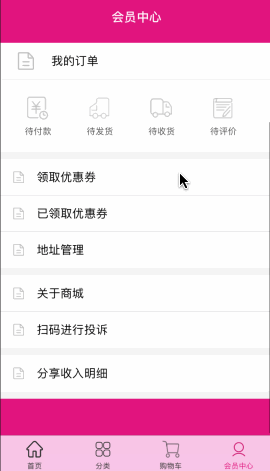 会员中心
我的订单
待付款 待发货 待收货 待评价
领取优惠券
已领取优惠券
地址管理
关于商城
扫码进行投诉
分享收入明细
首页 分类 购物车 会员中心